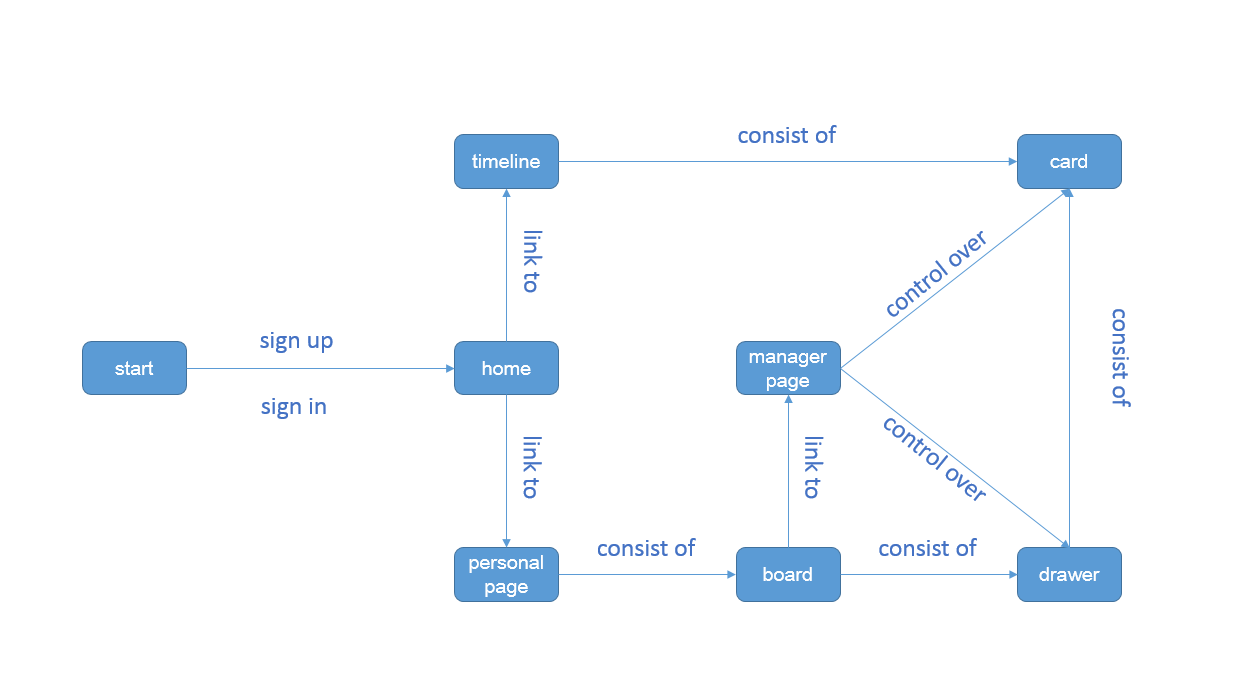 consist of
timeline
card
link to
control over
sign up
start
home
sign in
manager
page
consist of
link to
link to
control over
personal
page
consist of
board
consist of
drawer